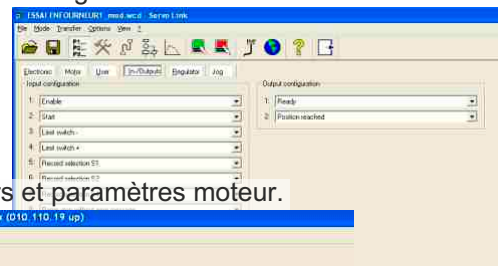 ESSAI ENFOURNEUR1_mod.wcd - Servo Link
File Mode Transfer Options View ?
Electronic Motor User In-/Outputs Regulator Jog
Input configuration
1: Enable
2: Start
3: Limit switch -
4: Limit switch +
5: Record selection S1
6: Record selection S2
Output configuration
1: Ready
2: Position reached
rs et paramètres moteur.
(010.110.19 up)